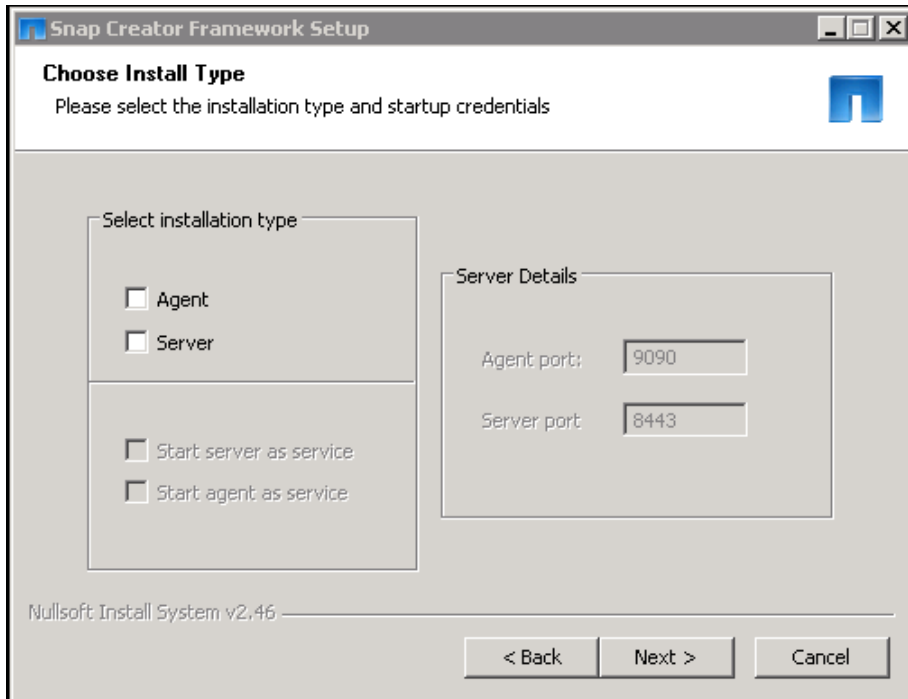 Snap Creator Framework Setup
Choose Install Type
Please select the installation type and startup credentials
Select installation type
Agent
Server
Start server as service
Start agent as service
Server Details
Agent port: 9090
Server port 8443
Nullsoft Install System v2.46
< Back Next > Cancel